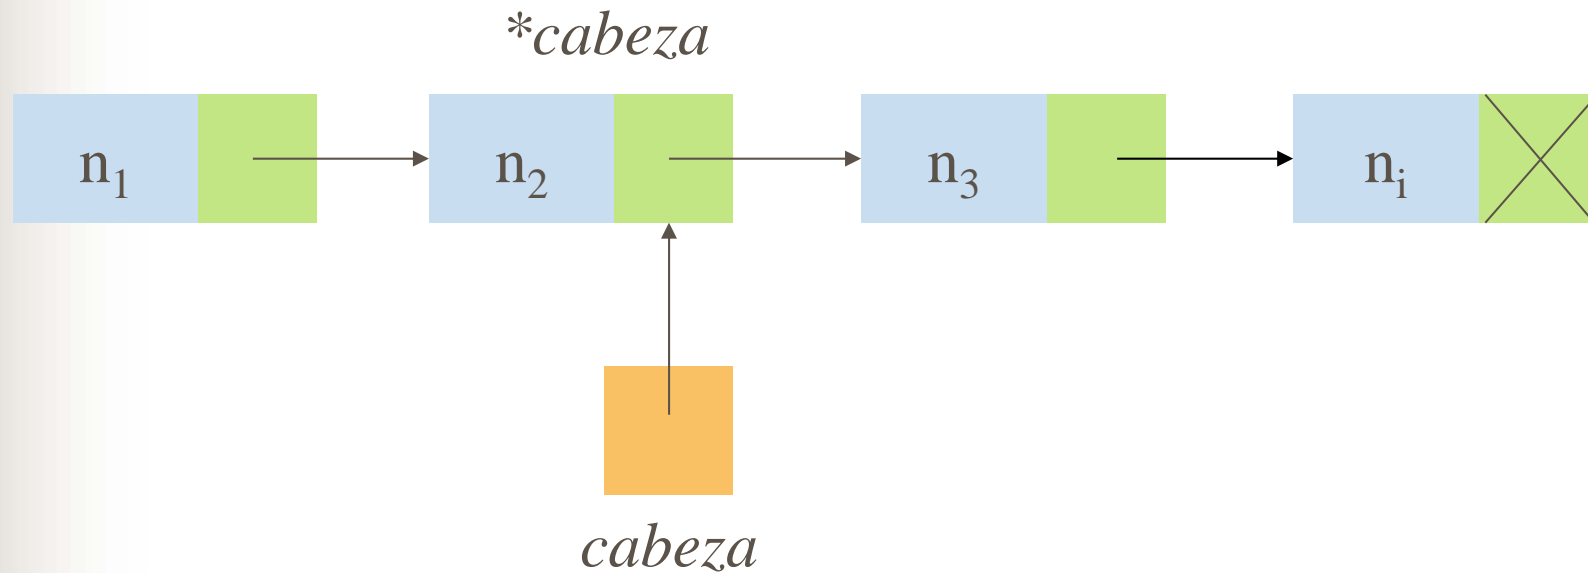 *cabeza
n₁ n₂ n₃ nᵢ
cabeza